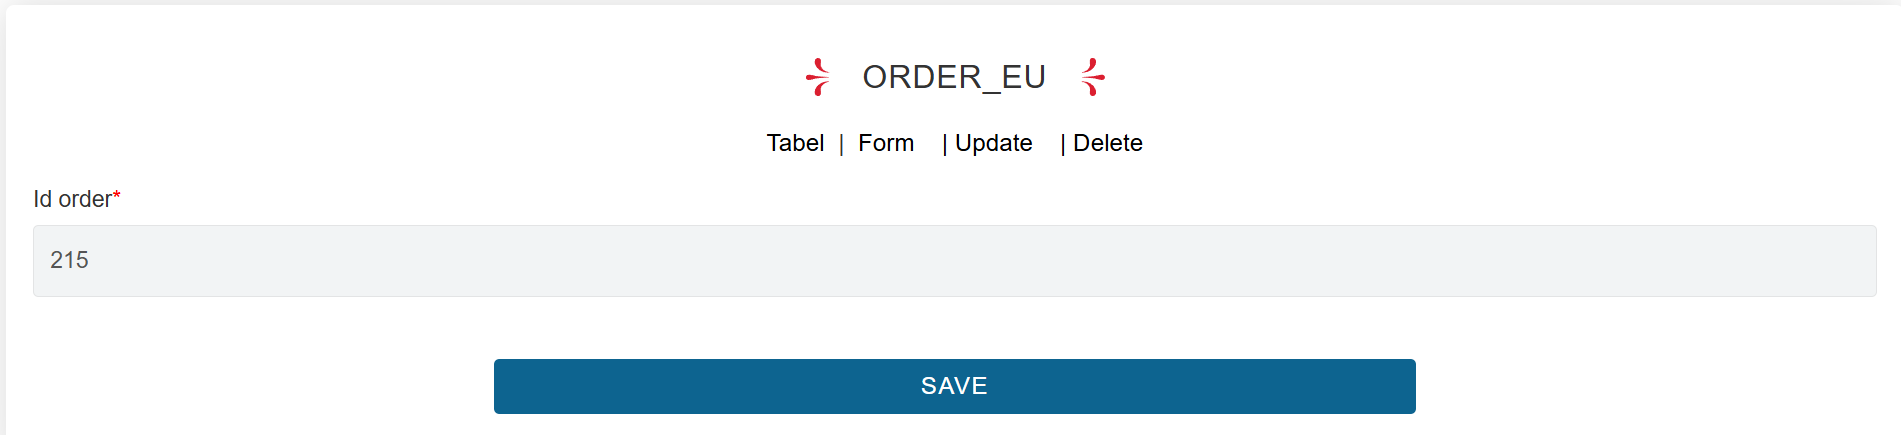 ORDER_EU
Tabel | Form | Update | Delete
Id order*
215
SAVE